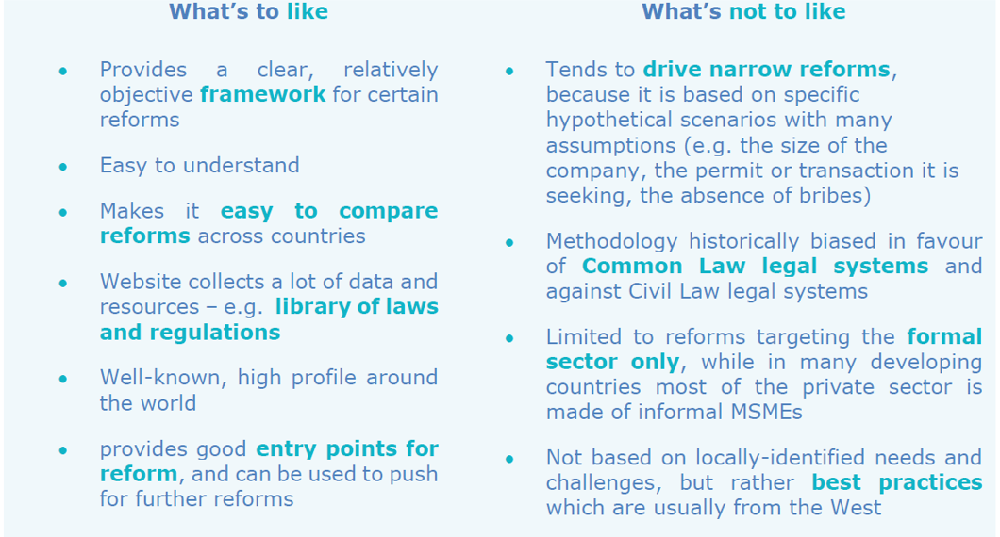 What's to like
Provides a clear, relatively
objective framework for certain
reforms
Easy to understand
Makes it easy to compare
reforms across countries
Website collects a lot of data and
resources – e.g. library of laws
and regulations
Well-known, high profile around
the world
provides good entry points for
reform, and can be used to push
for further reforms
What's not to like
Tends to drive narrow reforms,
because it is based on specific
hypothetical scenarios with many
assumptions (e.g. the size of the
company, the permit or transaction it is
seeking, the absence of bribes)
Methodology historically biased in favour
of Common Law legal systems and
against Civil Law legal systems
Limited to reforms targeting the formal
sector only, while in many developing
countries most of the private sector is
made of informal MSMEs
Not based on locally-identified needs and
challenges, but rather best practices
which are usually from the West